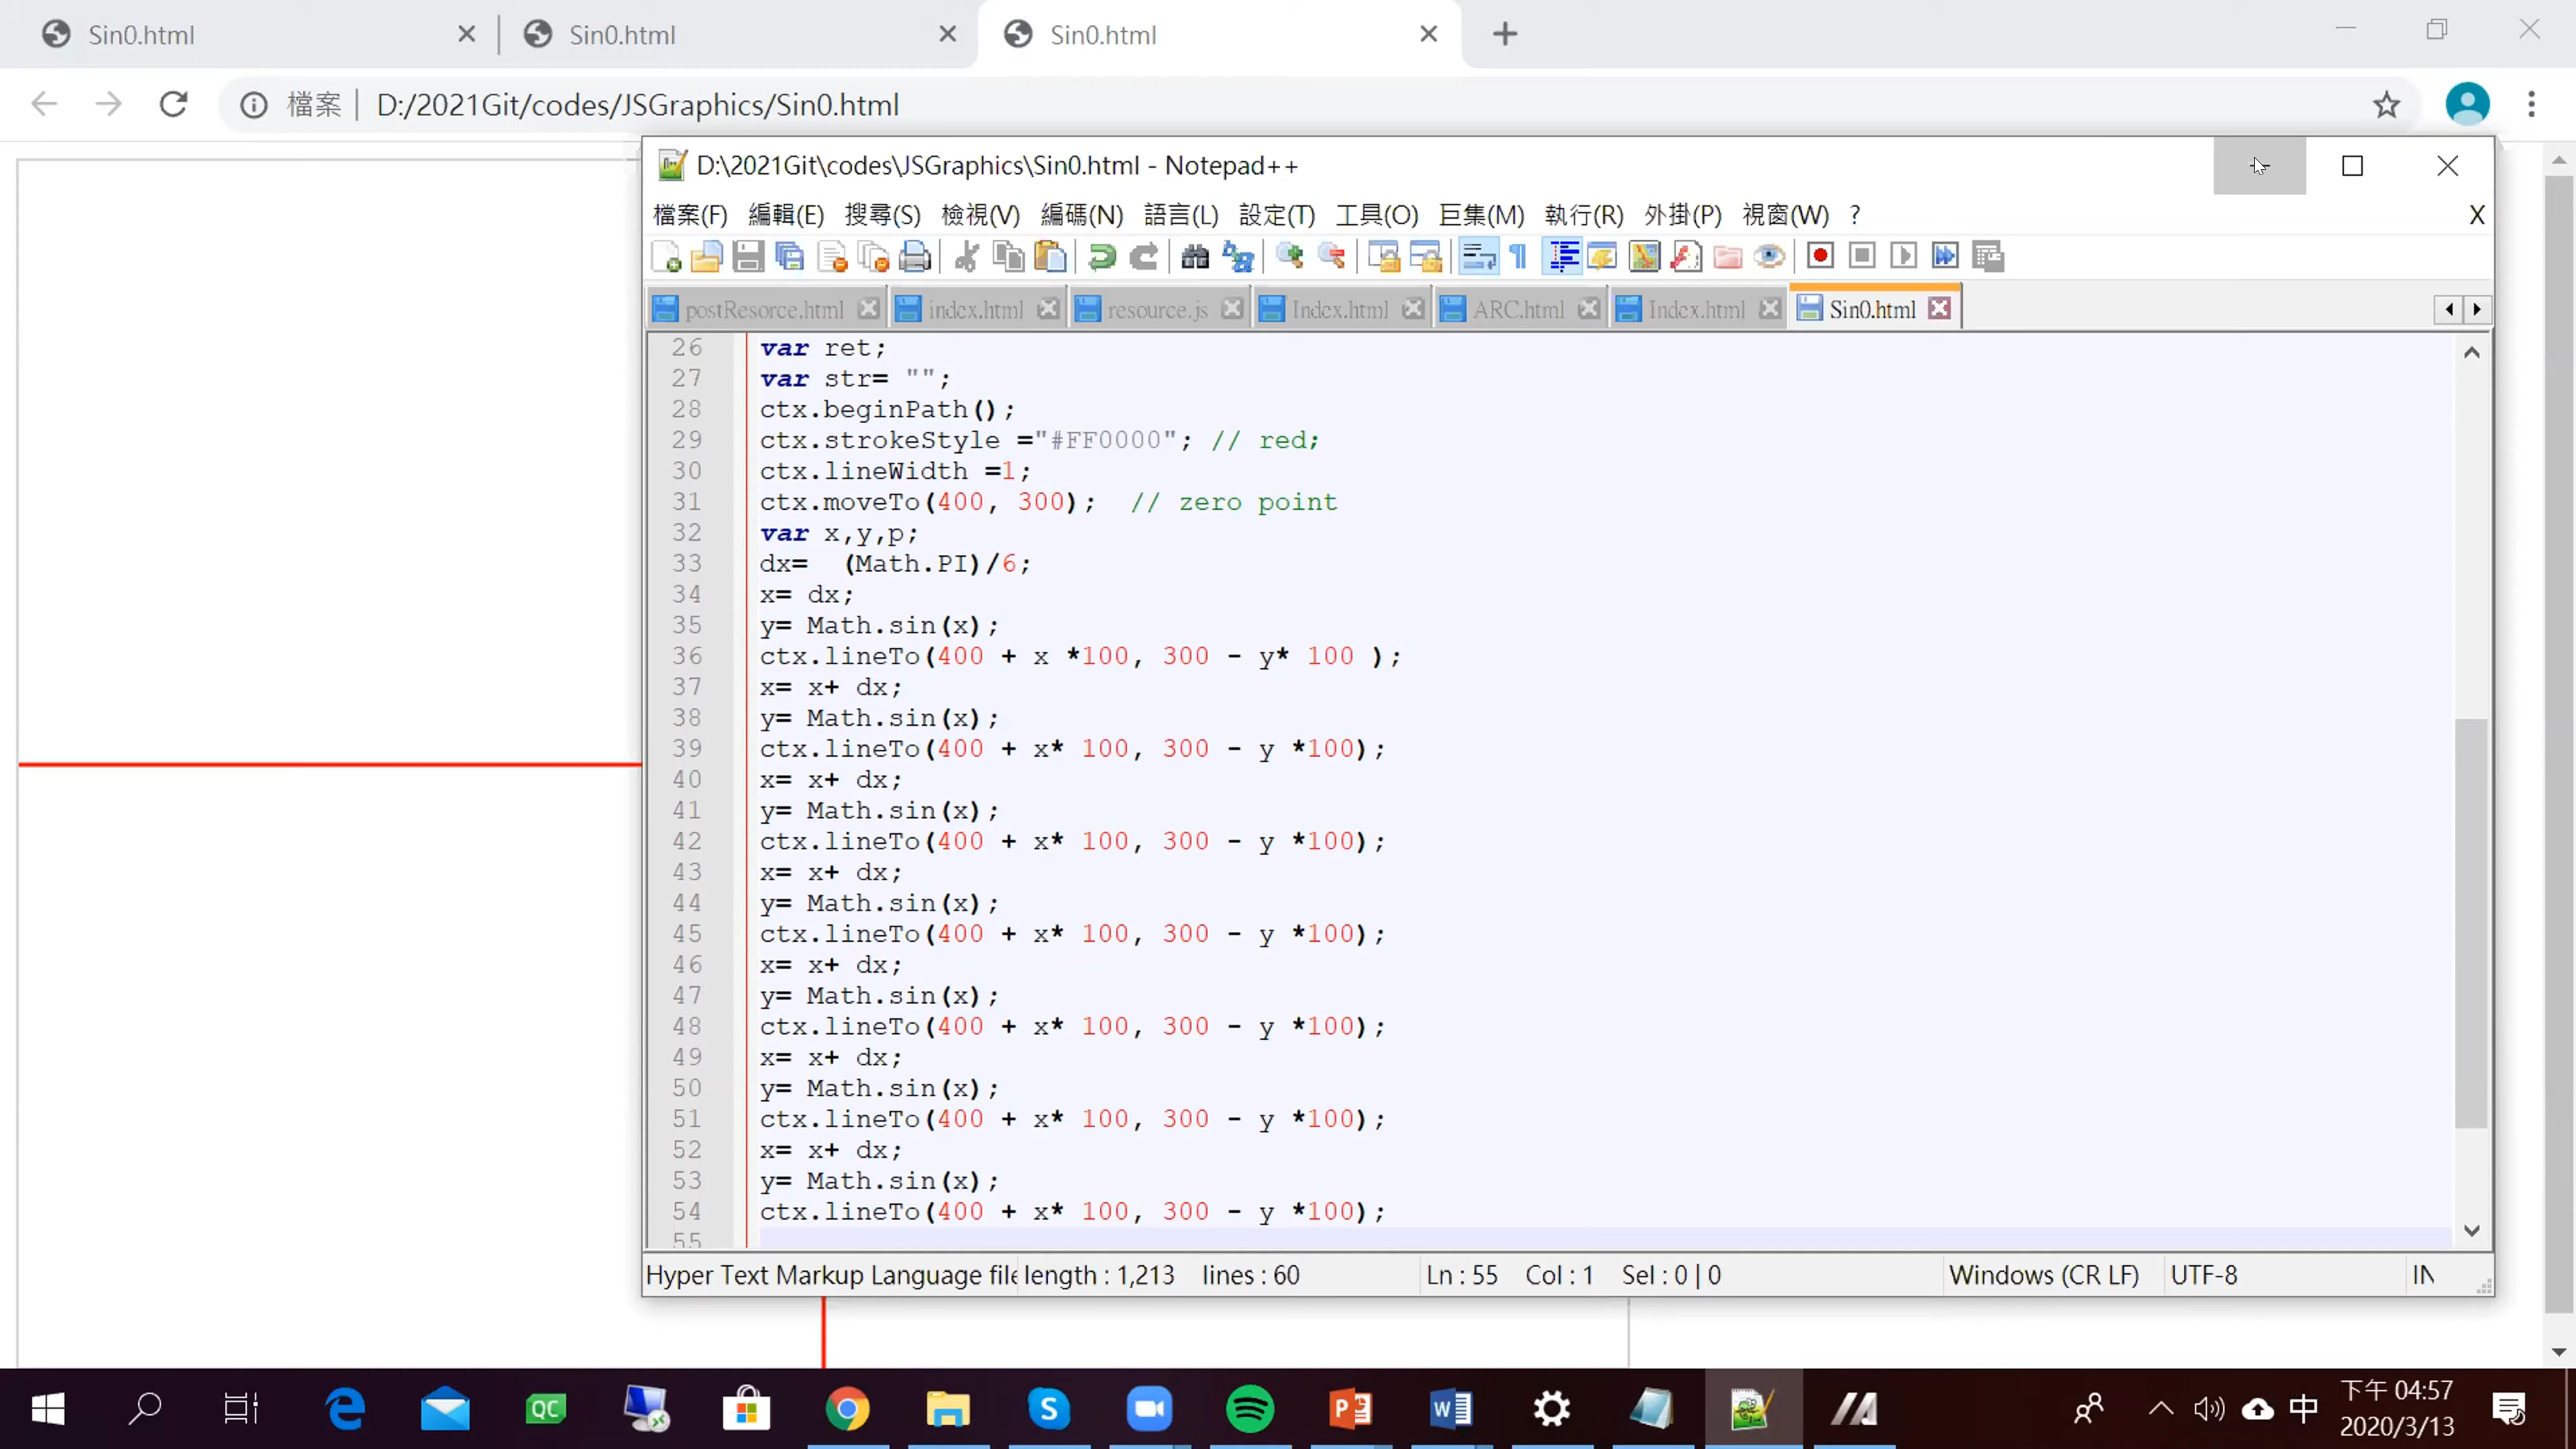 Sin0.html
Sin0.html
Sin0.html
檔案 D:/2021Git/codes/JSGraphics/Sin0.html
D:\2021Git\codes\JSGraphics\Sin0.html - Notepad++
檔案(F) 編輯(E) 搜尋(S) 檢視(V) 編碼(N) 語言(L) 設定(T) 工具(O) 巨集(M) 執行(R) 外掛(P) 視窗(W) ? X
postResorce.html index.html resource.js Index.html ARC.html Index.html Sin0.html
26 var ret;
27 var str= "";
28 ctx.beginPath();
29 ctx.strokeStyle ="#FF0000"; // red;
30 ctx.lineWidth =1;
31 ctx.moveTo(400, 300); // zero point
32 var x,y,p;
33 dx= (Math.PI)/6;
34 x= dx;
35 y= Math.sin(x);
36 ctx.lineTo(400 + x *100, 300 - y* 100 );
37 x= x+ dx;
38 y= Math.sin(x);
39 ctx.lineTo(400 + x* 100, 300 - y *100);
40 x= x+ dx;
41 y= Math.sin(x);
42 ctx.lineTo(400 + x* 100, 300 - y *100);
43 x= x+ dx;
44 y= Math.sin(x);
45 ctx.lineTo(400 + x* 100, 300 - y *100);
46 x= x+ dx;
47 y= Math.sin(x);
48 ctx.lineTo(400 + x* 100, 300 - y *100);
49 x= x+ dx;
50 y= Math.sin(x);
51 ctx.lineTo(400 + x* 100, 300 - y *100);
52 x= x+ dx;
53 y= Math.sin(x);
54 ctx.lineTo(400 + x* 100, 300 - y *100);
55
Hyper Text Markup Language file length : 1,213 lines : 60 Ln : 55 Col : 1 Sel : 0 | 0 Windows (CR LF) UTF-8 IN
QC
中
下午 04:57
2020/3/13